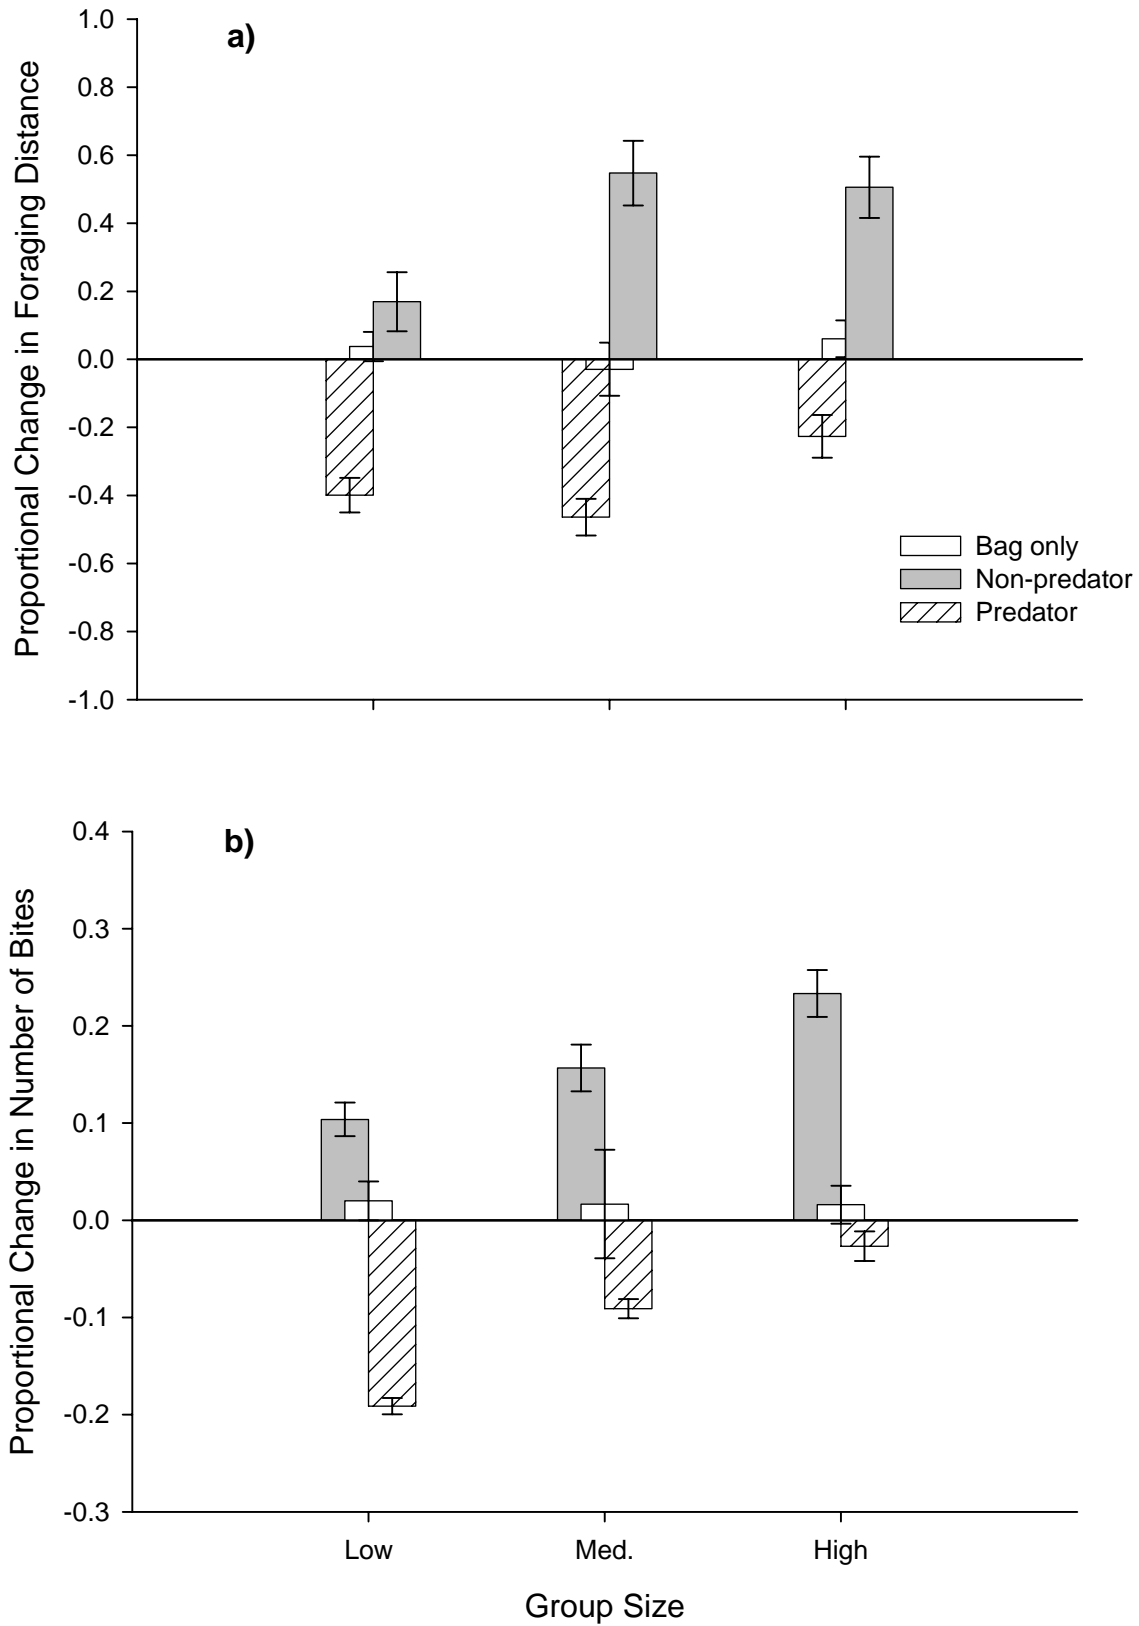 a)
Proportional Change in Foraging Distance
1.0
0.8
0.6
0.4
0.2
0.0
-0.2
-0.4
-0.6
-0.8
-1.0
Bag only
Non-predator
Predator
b)
Proportional Change in Number of Bites
0.4
0.3
0.2
0.1
0.0
-0.1
-0.2
-0.3
Low Med. High
Group Size